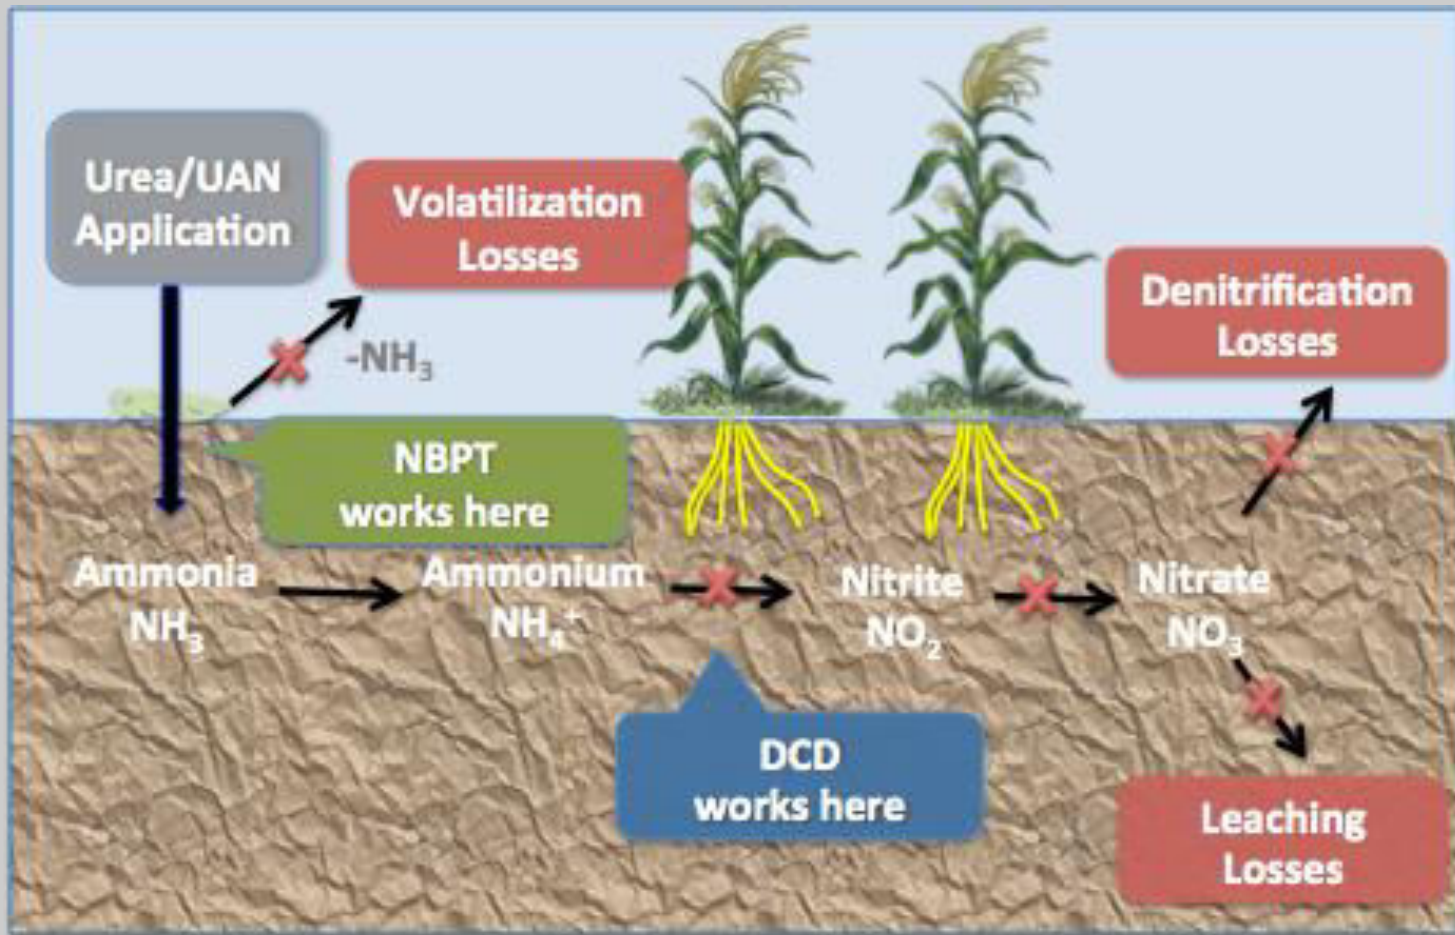 Urea/UAN
Application
Volatilization
Losses
-NH₃
Denitrification
Losses
NBPT
works here
Ammonia
NH₃
Ammonium
NH₄⁺
Nitrite
NO₂
Nitrate
NO₃
DCD
works here
Leaching
Losses